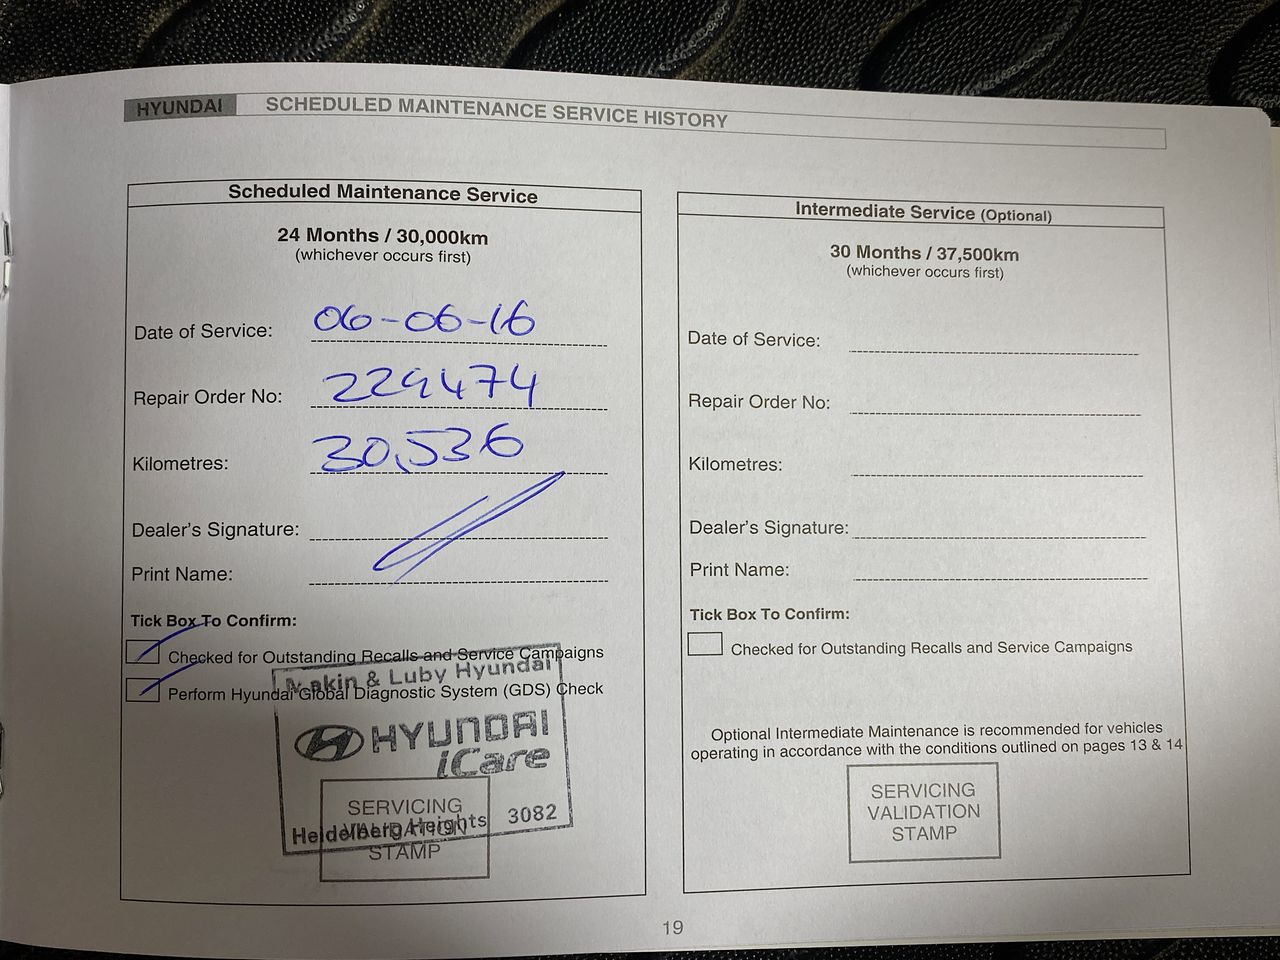 HYUNDAI SCHEDULED MAINTENANCE SERVICE HISTORY
Scheduled Maintenance Service
24 Months / 30,000km
(whichever occurs first)
Date of Service: 06-06-16
Repair Order No: 229474
Kilometres: 30,536
Dealer's Signature:
Print Name:
Tick Box To Confirm:
Checked for Outstanding Recalls and Service Campaigns
Perform Hyundai Global Diagnostic System (GDS) Check
Makin & Luby Hyundai
HYUNDAI
iCare
Heidelberg Heights 3082
SERVICING
VALIDATION
STAMP
Intermediate Service (Optional)
30 Months / 37,500km
(whichever occurs first)
Date of Service:
Repair Order No:
Kilometres:
Dealer's Signature:
Print Name:
Tick Box To Confirm:
Checked for Outstanding Recalls and Service Campaigns
Optional Intermediate Maintenance is recommended for vehicles
operating in accordance with the conditions outlined on pages 13 & 14
SERVICING
VALIDATION
STAMP
19